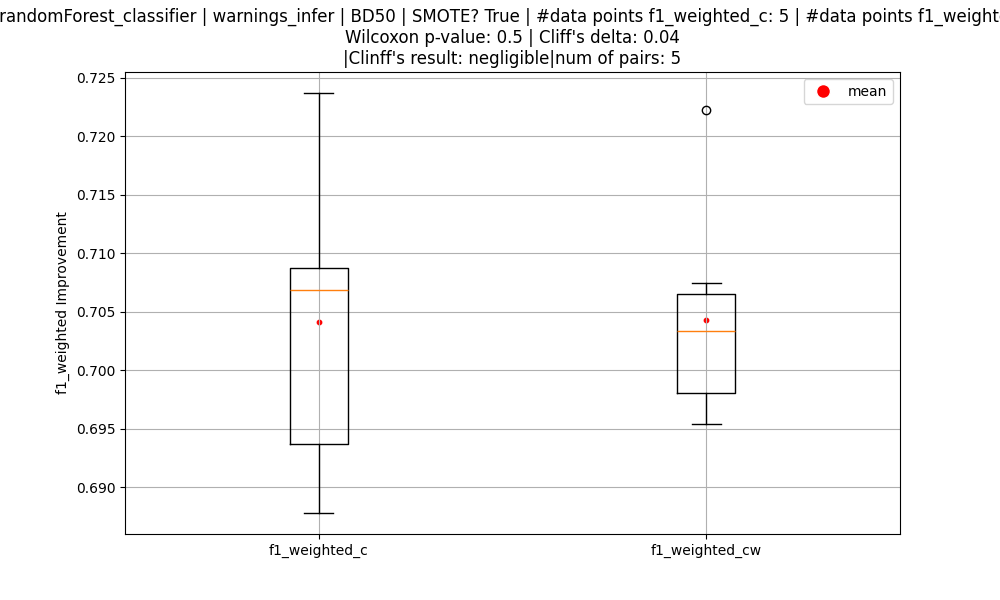 randomForest_classifier | warnings_infer | BD50 | SMOTE? True | #data points f1_weighted_c: 5 | #data points f1_weight
Wilcoxon p-value: 0.5 | Cliff's delta: 0.04
|Clinff's result: negligible|num of pairs: 5
mean
0.725
0.720
0.715
0.710
0.705
0.700
0.695
0.690
f1_weighted Improvement
f1_weighted_c
f1_weighted_cw